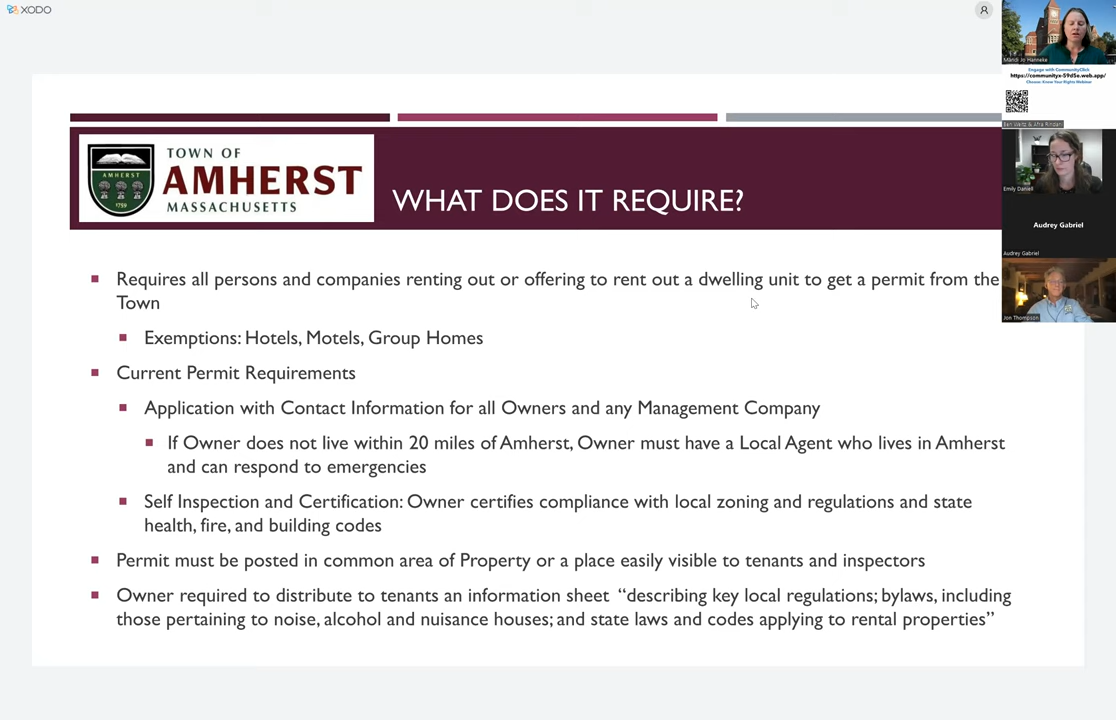 XODO
TOWN OF
AMHERST
MASSACHUSETTS
AMHERST
1759
WHAT DOES IT REQUIRE?
Requires all persons and companies renting out or offering to rent out a dwelling unit to get a permit from the
Town
Exemptions: Hotels, Motels, Group Homes
Current Permit Requirements
Application with Contact Information for all Owners and any Management Company
If Owner does not live within 20 miles of Amherst, Owner must have a Local Agent who lives in Amherst
and can respond to emergencies
Self Inspection and Certification: Owner certifies compliance with local zoning and regulations and state
health, fire, and building codes
Permit must be posted in common area of Property or a place easily visible to tenants and inspectors
Owner required to distribute to tenants an information sheet “describing key local regulations; bylaws, including
those pertaining to noise, alcohol and nuisance houses; and state laws and codes applying to rental properties”
Mandi Jo Hanneke
Engage with CommunityClick
https://communityx-59d5e.web.app/
Choose: Know Your Rights Webinar
Emily Daniell
Audrey Gabriel
Audrey Gabriel
Jon Thompson